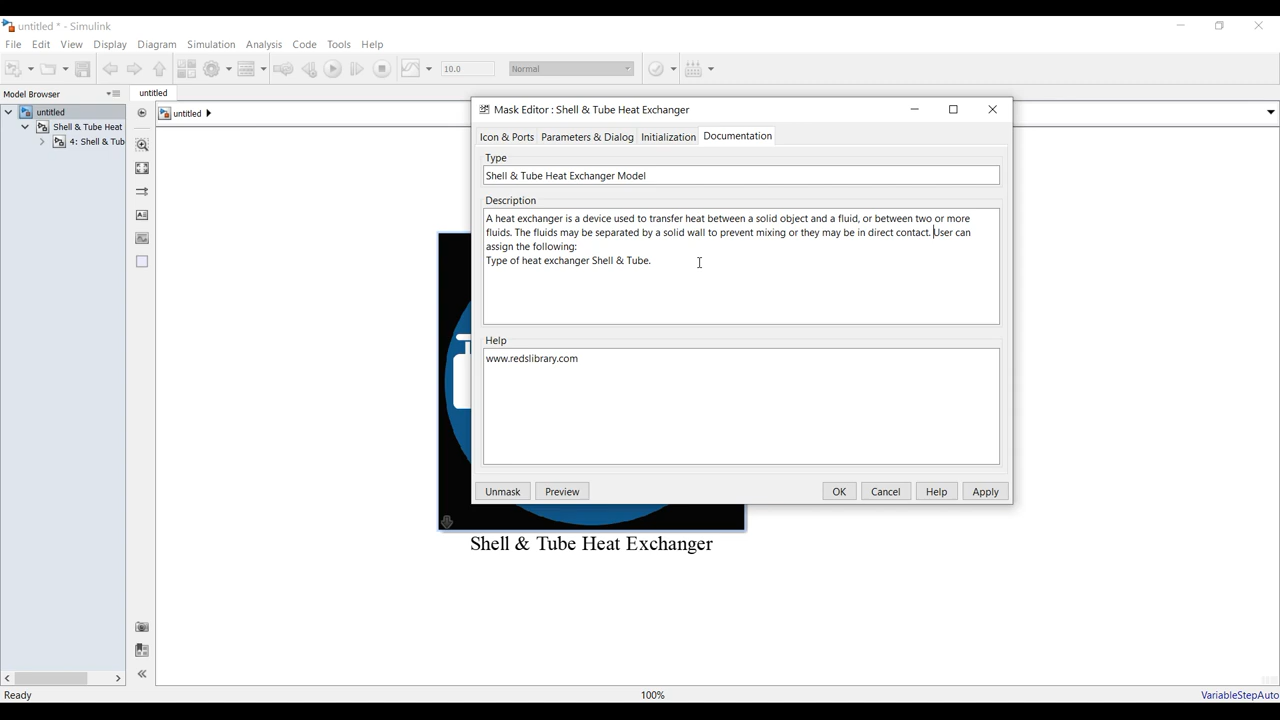 untitled * - Simulink
File Edit View Display Diagram Simulation Analysis Code Tools Help
10.0 Normal
Model Browser
untitled
untitled
Shell & Tube Heat
4: Shell & Tub
untitled
Mask Editor : Shell & Tube Heat Exchanger
Icon & Ports Parameters & Dialog Initialization Documentation
Type
Shell & Tube Heat Exchanger Model
Description
A heat exchanger is a device used to transfer heat between a solid object and a fluid, or between two or more
fluids. The fluids may be separated by a solid wall to prevent mixing or they may be in direct contact. User can
assign the following:
Type of heat exchanger Shell & Tube.
Help
www.redslibrary.com
Unmask Preview OK Cancel Help Apply
Shell & Tube Heat Exchanger
Ready 100% VariableStepAuto